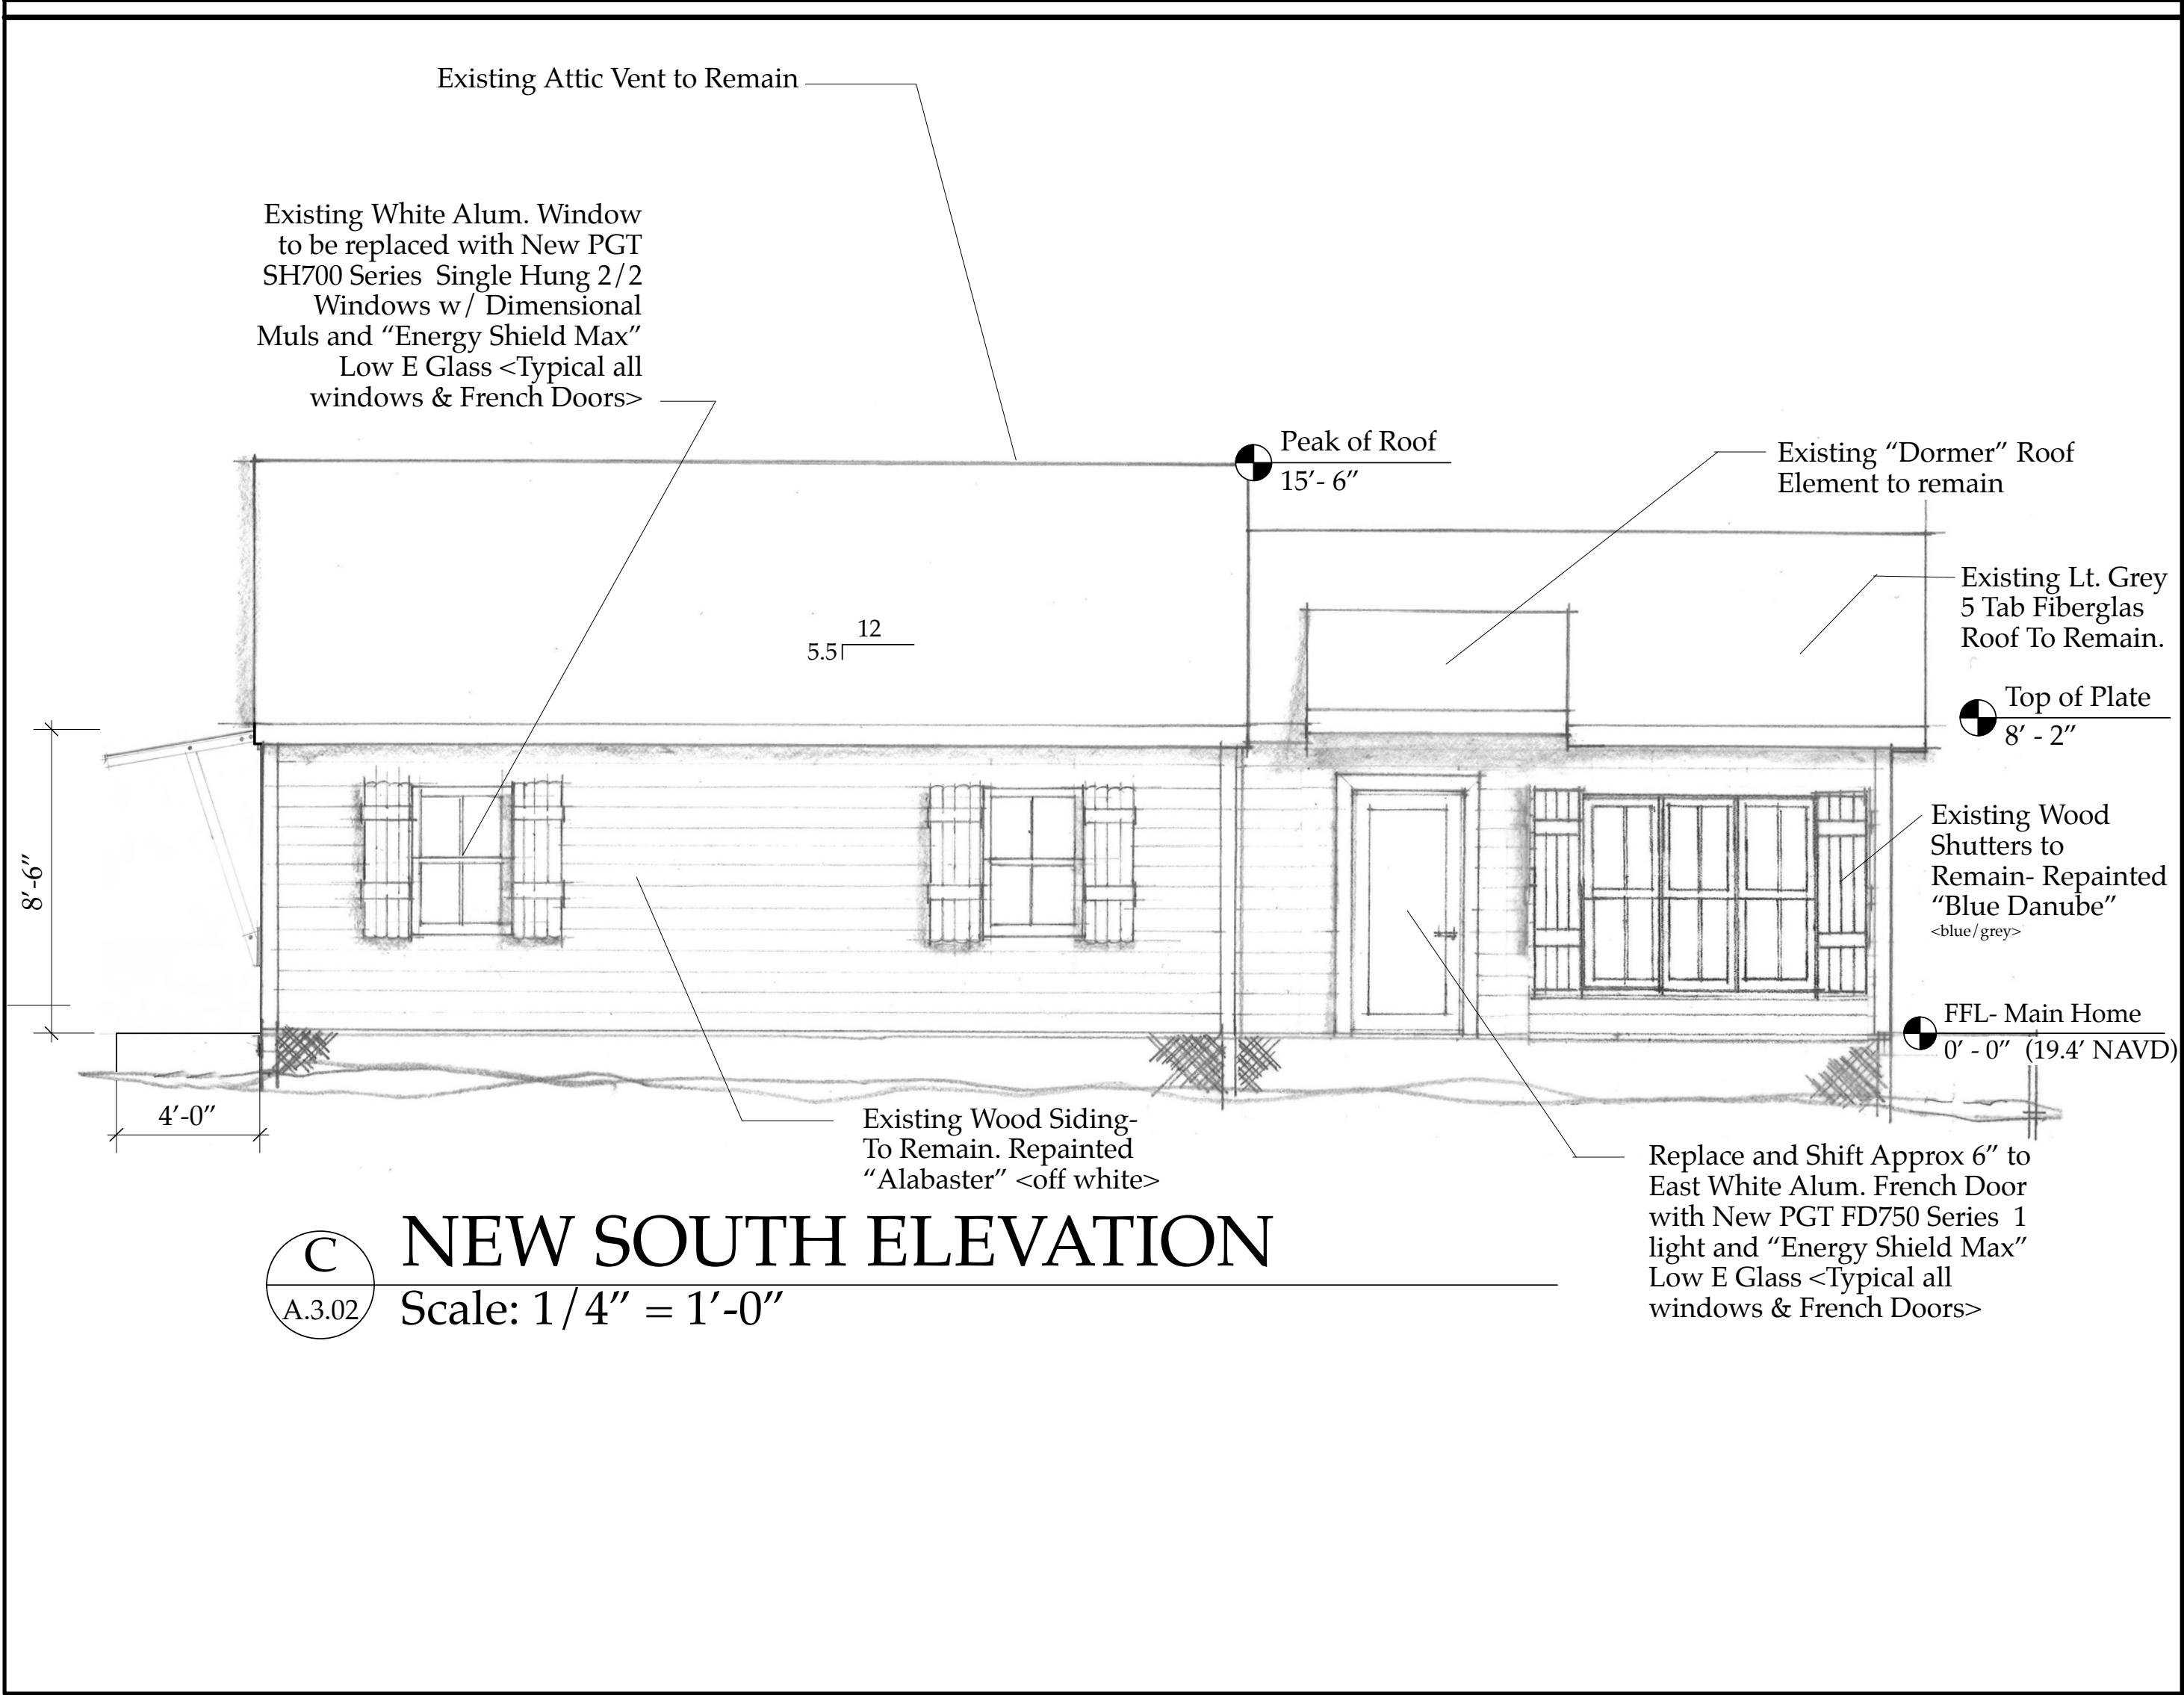 Existing Attic Vent to Remain
Existing White Alum. Window
to be replaced with New PGT
SH700 Series  Single Hung 2/2
Windows w/ Dimensional
Muls and “Energy Shield Max”
Low E Glass <Typical all
windows & French Doors>
Peak of Roof
15’- 6”
Existing “Dormer” Roof
Element to remain
Existing Lt. Grey
5 Tab Fiberglas
Roof To Remain.
12
5.5
Top of Plate
8’ - 2”
Existing Wood
Shutters to
Remain- Repainted
“Blue Danube”
<blue/grey>
8’-6”
FFL- Main Home
0’ - 0”  (19.4’ NAVD)
4’-0”
Existing Wood Siding-
To Remain. Repainted
“Alabaster” <off white>
Replace and Shift Approx 6” to
East White Alum. French Door
with New PGT FD750 Series  1
light and “Energy Shield Max”
Low E Glass <Typical all
windows & French Doors>
C
A.3.02
NEW SOUTH ELEVATION
Scale: 1/4” = 1’-0”